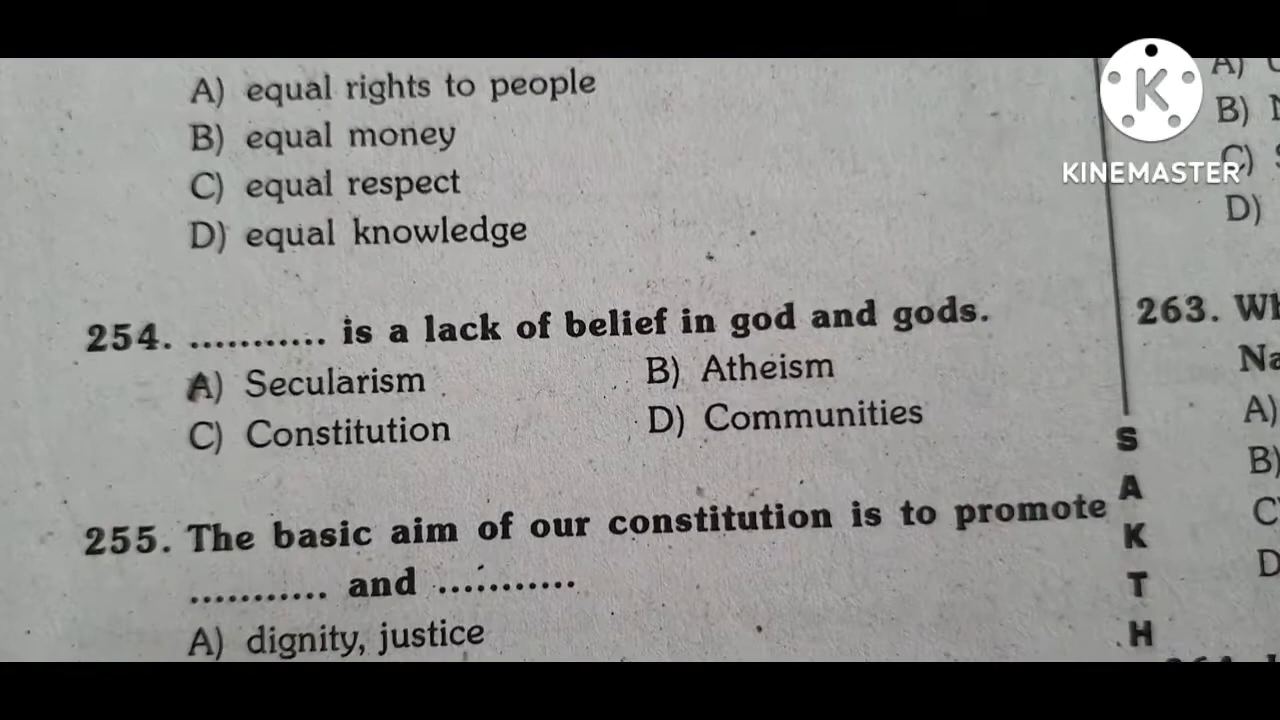 A) equal rights to people
B) equal money
C) equal respect
D) equal knowledge
254. ........... is a lack of belief in god and gods.
A) Secularism B) Atheism
C) Constitution D) Communities
255. The basic aim of our constitution is to promote
........... and ...........
A) dignity, justice
S
A
K
T
H
K
KINEMASTER
A)
B)
C)
D)
263.
A)
B)
C
D